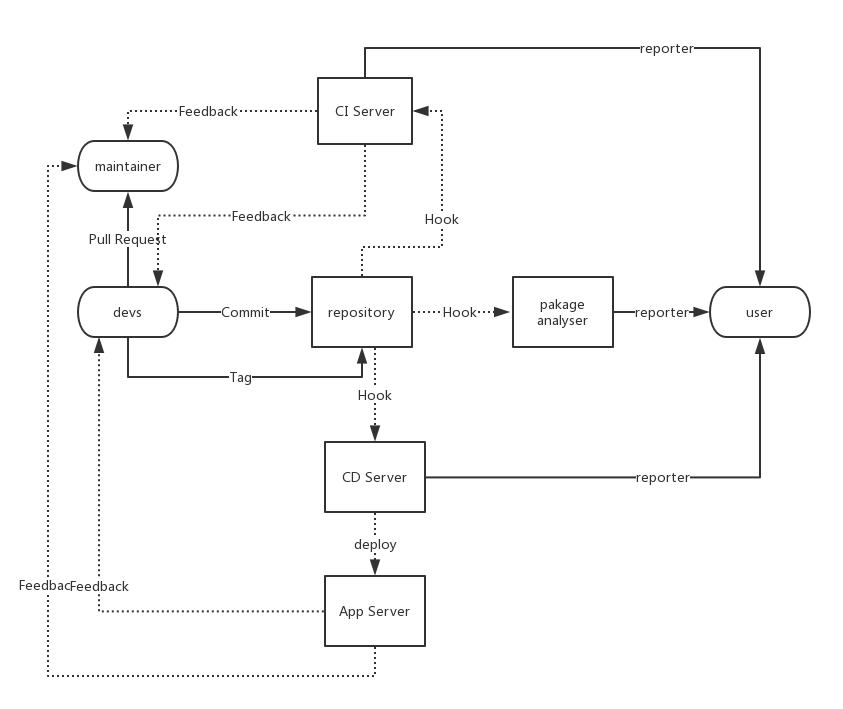 reporter
Feedback
CI Server
maintainer
Feedback
Hook
Pull Request
devs
Commit
repository
Hook
pakage
analyser
reporter
user
Tag
Hook
CD Server
reporter
deploy
Feedbac
Feedback
App Server